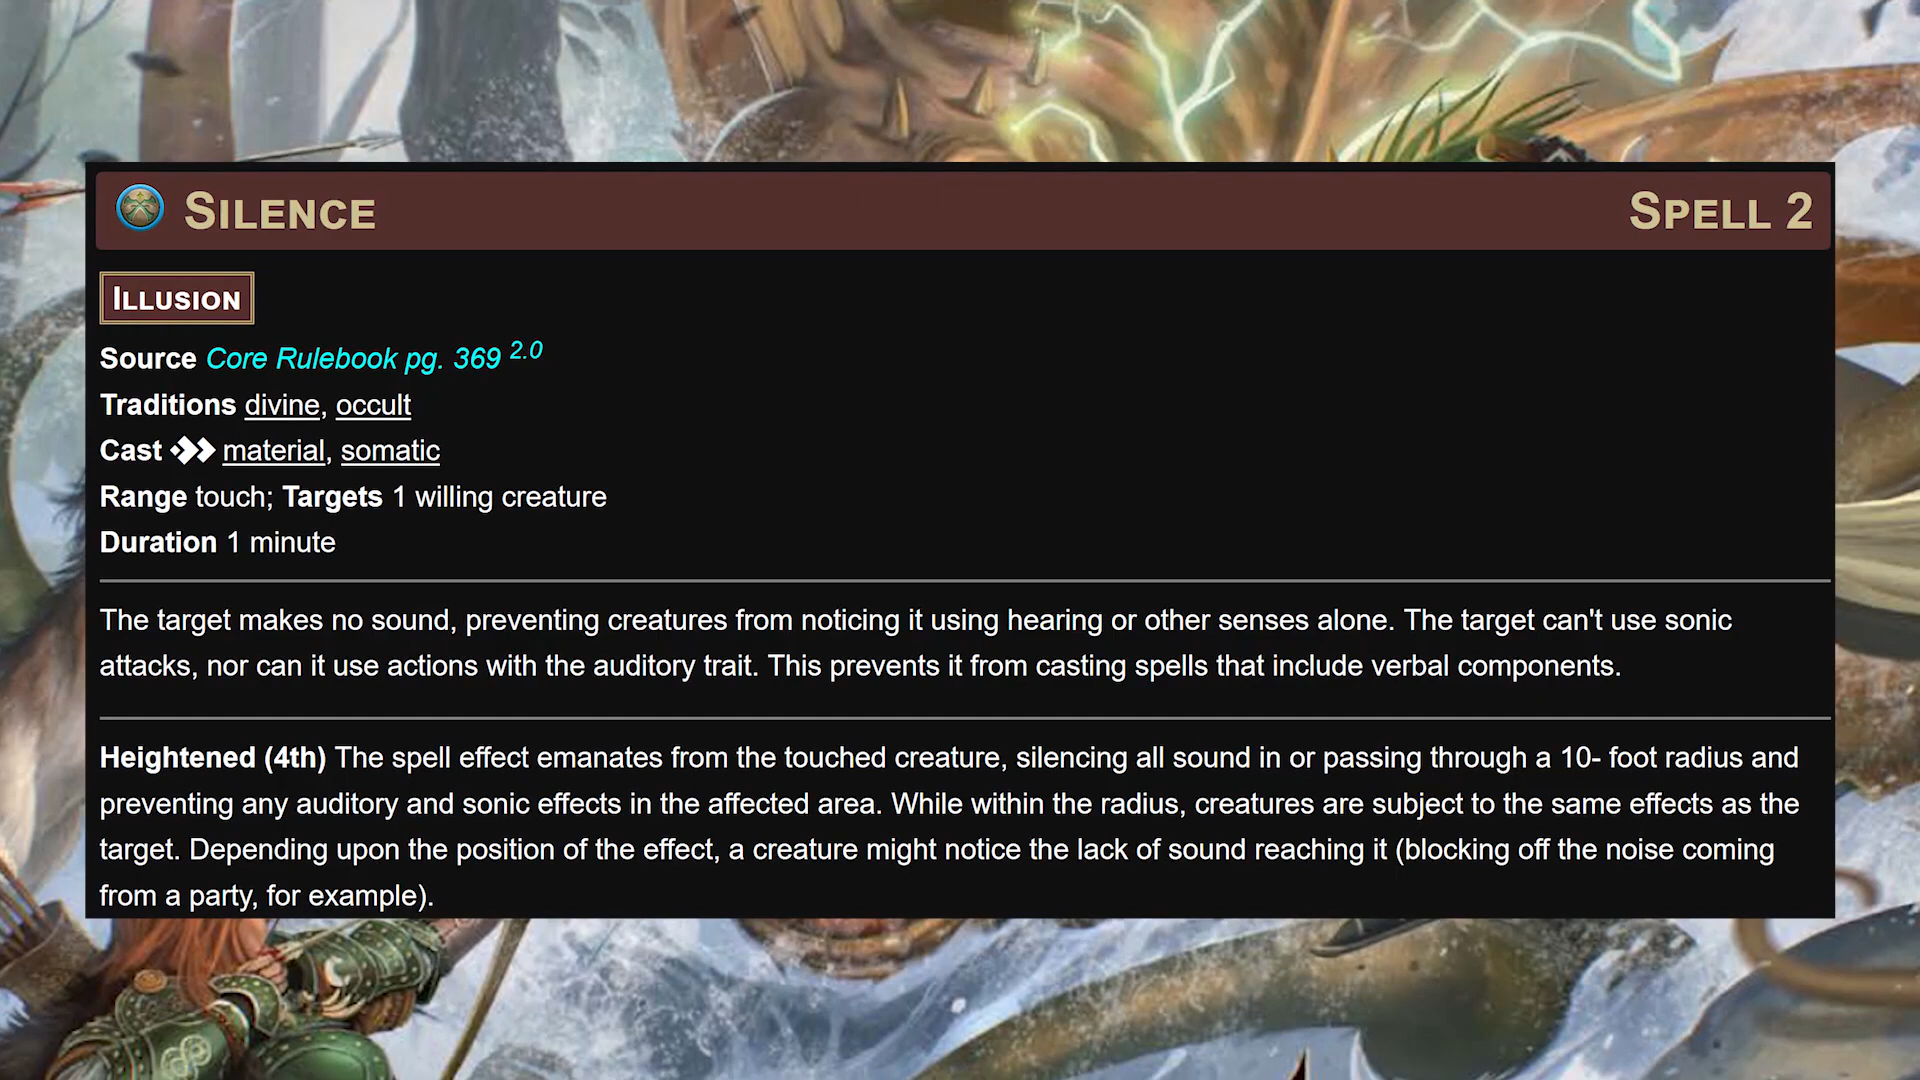 SILENCE SPELL 2
ILLUSION
Source Core Rulebook pg. 369 2.0
Traditions divine, occult
Cast material, somatic
Range touch; Targets 1 willing creature
Duration 1 minute
The target makes no sound, preventing creatures from noticing it using hearing or other senses alone. The target can't use sonic
attacks, nor can it use actions with the auditory trait. This prevents it from casting spells that include verbal components.
Heightened (4th) The spell effect emanates from the touched creature, silencing all sound in or passing through a 10- foot radius and
preventing any auditory and sonic effects in the affected area. While within the radius, creatures are subject to the same effects as the
target. Depending upon the position of the effect, a creature might notice the lack of sound reaching it (blocking off the noise coming
from a party, for example).